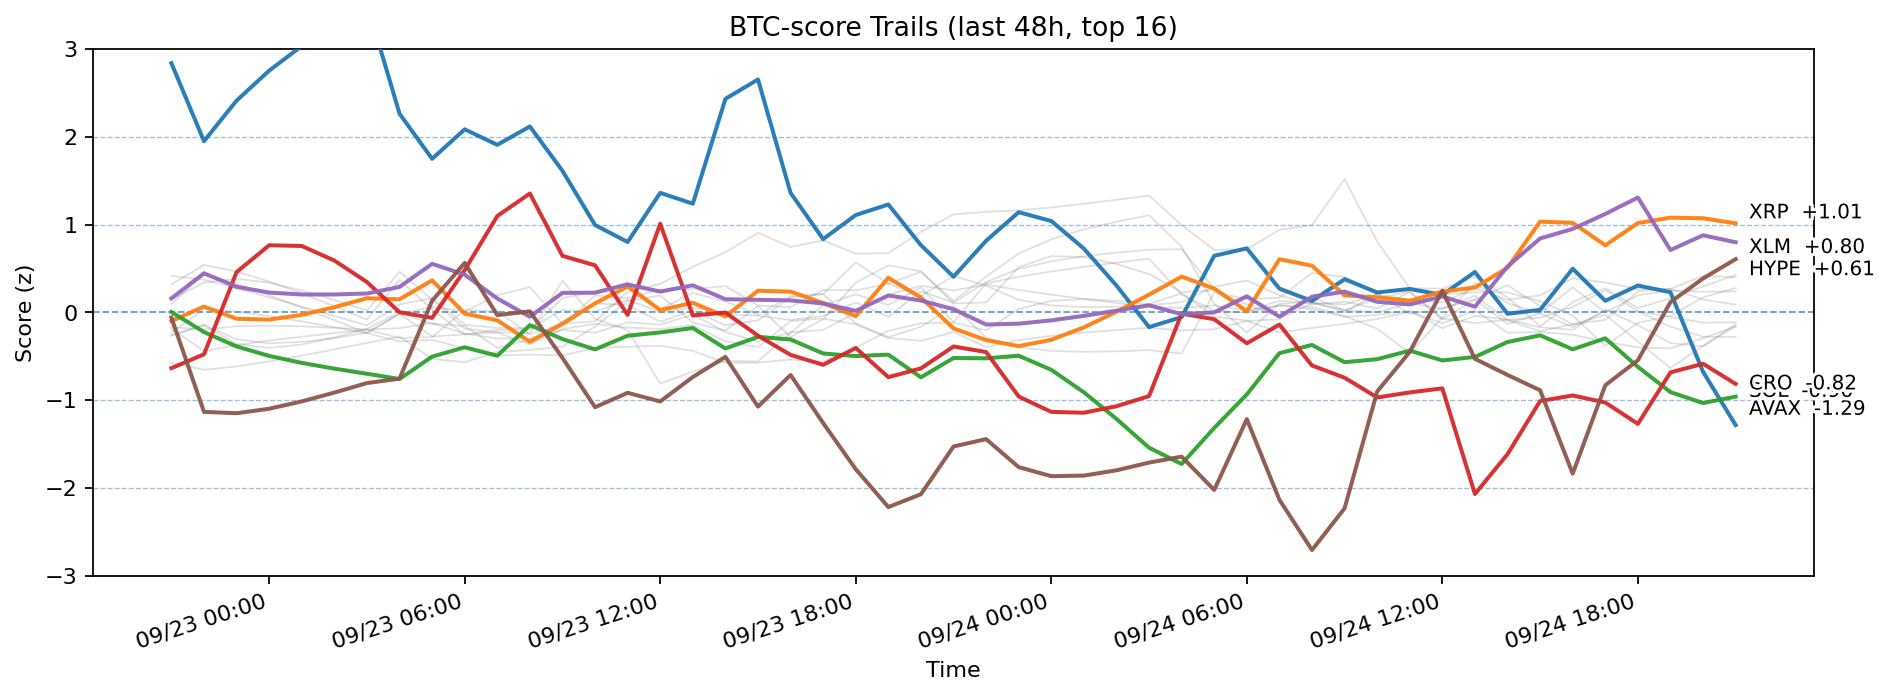 BTC-score Trails (last 48h, top 16)
Score (z)
3
2
1
0
−1
−2
−3
XRP +1.01
XLM +0.80
HYPE +0.61
CRO -0.82
AVAX -1.29
09/23 00:00
09/23 06:00
09/23 12:00
09/23 18:00
09/24 00:00
09/24 06:00
09/24 12:00
09/24 18:00
Time